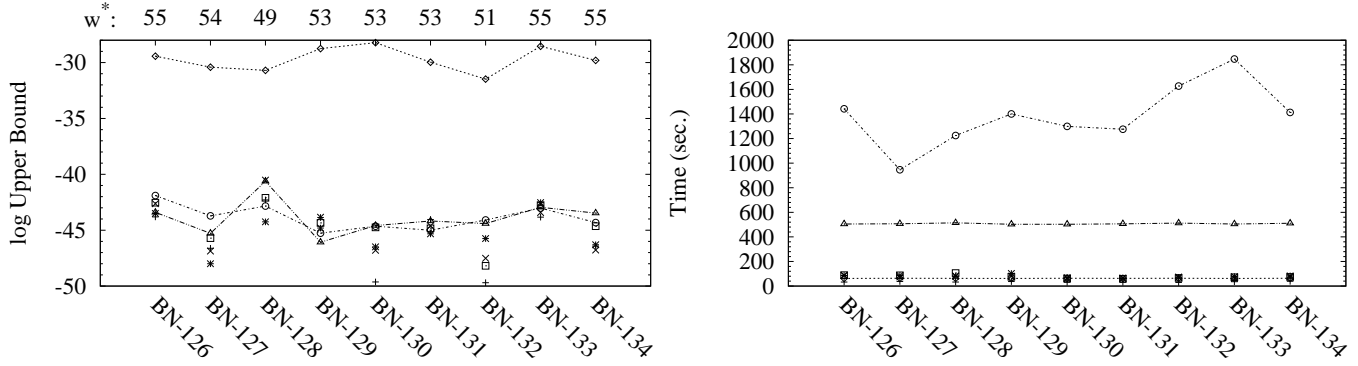 w*: 55 54 49 53 53 53 51 55 55
-30
-35
-40
-45
-50
log Upper Bound
BN-126
BN-127
BN-128
BN-129
BN-130
BN-131
BN-132
BN-133
BN-134
2000
1800
1600
1400
1200
1000
800
600
400
200
0
Time (sec.)
BN-126
BN-127
BN-128
BN-129
BN-130
BN-131
BN-132
BN-133
BN-134